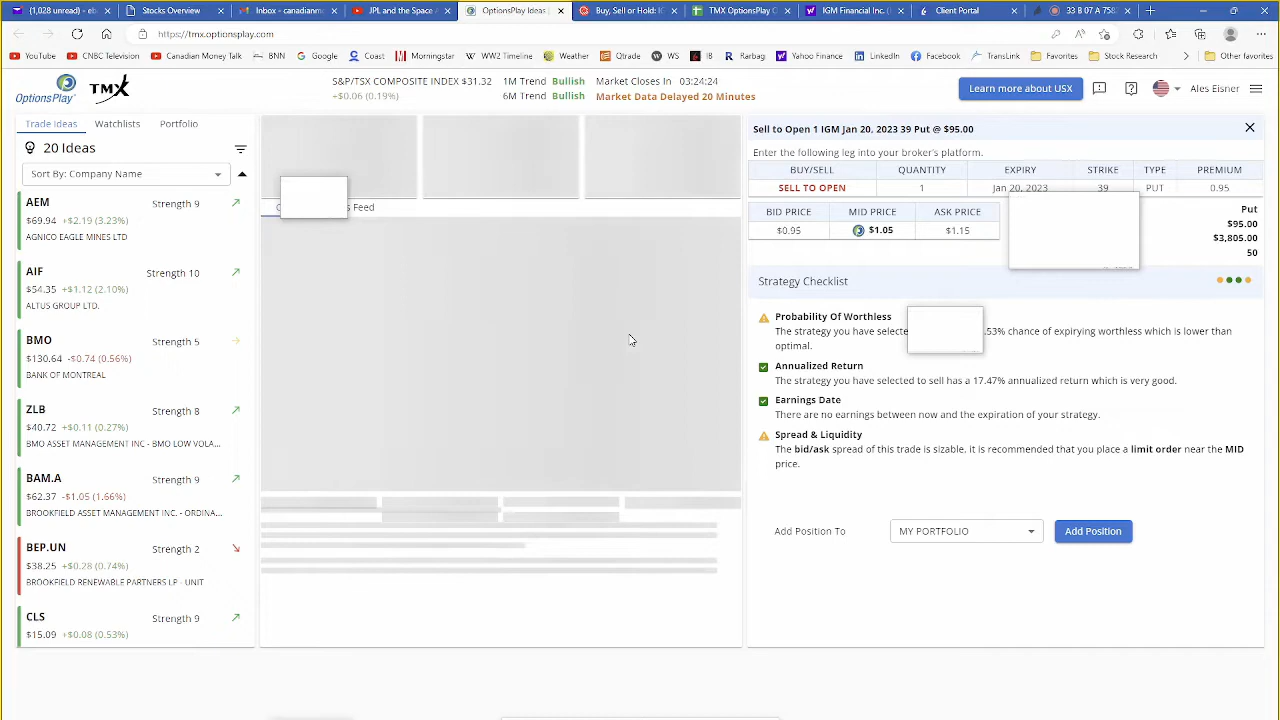 (1,028 unread) - eb
Stocks Overview
Inbox - canadianm
JPL and the Space A
OptionsPlay Ideas
Buy, Sell or Hold: I
TMX OptionsPlay C
IGM Financial Inc. (
Client Portal
33 B 07 A 758
https://tmx.optionsplay.com
YouTube
CNBC Television
Canadian Money Talk
BNN
Google
Coast
Morningstar
WW2 Timeline
Weather
Qtrade
WS
Rarbag
Yahoo Finance
LinkedIn
Facebook
TransLink
Favorites
Stock Research
Other favorites
OptionsPlay
TMX
S&P/TSX COMPOSITE INDEX $31.32
+$0.06 (0.19%)
1M Trend Bullish
6M Trend Bullish
Market Closes In 03:24:24
Market Data Delayed 20 Minutes
Learn more about USX
Ales Eisner
Trade Ideas
Watchlists
Portfolio
20 Ideas
Sort By: Company Name
AEM
Strength 9
$69.94 +$2.19 (3.23%)
AGNICO EAGLE MINES LTD
AIF
Strength 10
$54.35 +$1.12 (2.10%)
ALTUS GROUP LTD.
BMO
Strength 5
$130.64 -$0.74 (0.56%)
BANK OF MONTREAL
ZLB
Strength 8
$40.72 +$0.11 (0.27%)
BMO ASSET MANAGEMENT INC - BMO LOW VOLA...
BAM.A
Strength 9
$62.37 -$1.05 (1.66%)
BROOKFIELD ASSET MANAGEMENT INC. - ORDINA...
BEP.UN
Strength 2
$38.25 +$0.28 (0.74%)
BROOKFIELD RENEWABLE PARTNERS LP - UNIT
CLS
Strength 9
$15.09 +$0.08 (0.53%)
s Feed
Sell to Open 1 IGM Jan 20, 2023 39 Put @ $95.00
Enter the following leg into your broker's platform.
BUY/SELL QUANTITY EXPIRY STRIKE TYPE PREMIUM
SELL TO OPEN 1 Jan 20, 2023 39 PUT 0.95
BID PRICE MID PRICE ASK PRICE
$0.95 $1.05 $1.15
Put
$95.00
$3,805.00
50
Strategy Checklist
Probability Of Worthless
The strategy you have selecte .53% chance of expirying worthless which is lower than
optimal.
Annualized Return
The strategy you have selected to sell has a 17.47% annualized return which is very good.
Earnings Date
There are no earnings between now and the expiration of your strategy.
Spread & Liquidity
The bid/ask spread of this trade is sizable, it is recommended that you place a limit order near the MID
price.
Add Position To
MY PORTFOLIO
Add Position